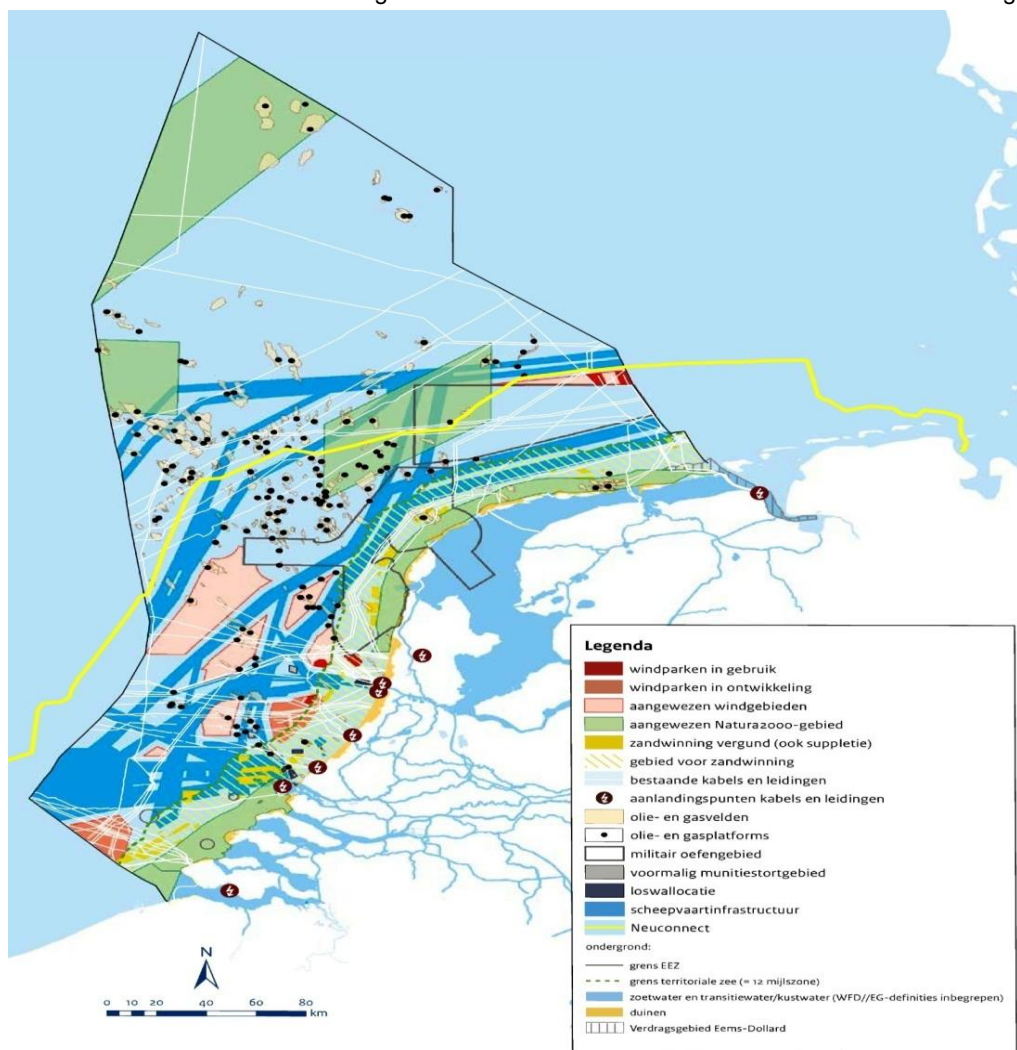 g
g
N
0 10 20 40 60 80
km
Legenda
windparken in gebruik
windparken in ontwikkeling
aangewezen windgebieden
aangewezen Natura2000-gebied
zandwinning vergund (ook suppletie)
gebied voor zandwinning
bestaande kabels en leidingen
aanlandingspunten kabels en leidingen
olie- en gasvelden
olie- en gasplatforms
militair oefengebied
voormalig munitiestortgebied
loswallocatie
scheepvaartinfrastructuur
Neuconnect
ondergrond:
grens EEZ
grens territoriale zee (= 12 mijlszone)
zoetwater en transitiewater/kustwater (WFD//EG-definities inbegrepen)
duinen
Verdragsgebied Eems-Dollard